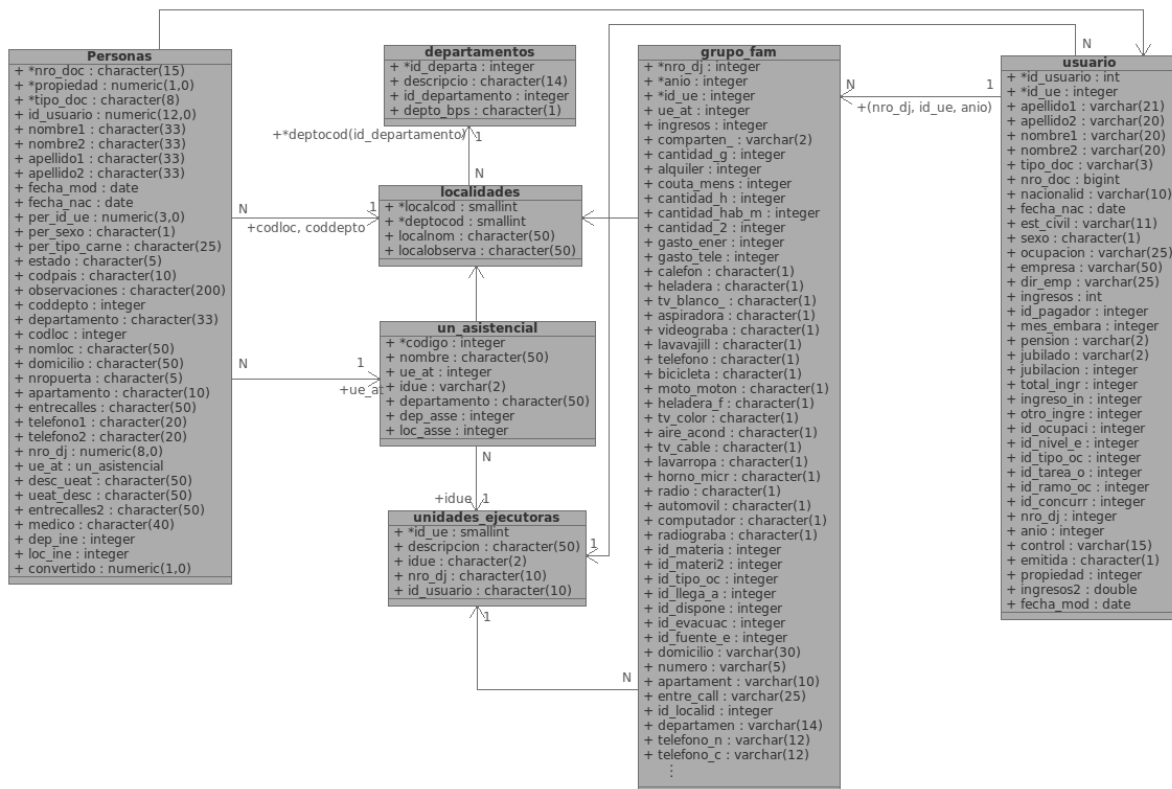 Personas
+ *nro_doc : character(15)
+ *propiedad : numeric(1,0)
+ *tipo_doc : character(8)
+ id_usuario : numeric(12,0)
+ nombre1 : character(33)
+ nombre2 : character(33)
+ apellido1 : character(33)
+ apellido2 : character(33)
+ fecha_mod : date
+ fecha_nac : date
+ per_id_ue : numeric(3,0)
+ per_sexo : character(1)
+ per_tipo_carne : character(25)
+ estado : character(5)
+ codpais : character(10)
+ observaciones : character(200)
+ coddepto : integer
+ departamento : character(33)
+ codloc : integer
+ nomloc : character(50)
+ domicilio : character(50)
+ nropuerta : character(5)
+ apartamento : character(10)
+ entrecalles : character(50)
+ telefono1 : character(20)
+ telefono2 : character(20)
+ nro_dj : numeric(8,0)
+ ue_at : un_asistencial
+ desc_ueat : character(50)
+ ueat_desc : character(50)
+ entrecalles2 : character(50)
+ medico : character(40)
+ dep_ine : integer
+ loc_ine : integer
+ convertido : numeric(1,0)
departamentos
+ *id_departa : integer
+ descripcio : character(14)
+ id_departamento : integer
+ depto_bps : character(1)
+*deptocod(id_departamento)
1
N
localidades
+ *localcod : smallint
+ *deptocod : smallint
+ localnom : character(50)
+ localobserva : character(50)
N
1
+codloc, coddepto
un_asistencial
+ *codigo : integer
+ nombre : character(50)
+ ue_at : integer
+ idue : varchar(2)
+ departamento : character(50)
+ dep_asse : integer
+ loc_asse : integer
N
1
+ue_at
N
+idue
1
unidades_ejecutoras
+ *id_ue : smallint
+ descripcion : character(50)
+ idue : character(2)
+ nro_dj : character(10)
+ id_usuario : character(10)
1
1
N
grupo_fam
+ *nro_dj : integer
+ *anio : integer
+ *id_ue : integer
+ ue_at : integer
+ ingresos : integer
+ comparten_ : varchar(2)
+ cantidad_g : integer
+ alquiler : integer
+ couta_mens : integer
+ cantidad_h : integer
+ cantidad_hab_m : integer
+ cantidad_2 : integer
+ gasto_ener : integer
+ gasto_tele : integer
+ calefon : character(1)
+ heladera : character(1)
+ tv_blanco_ : character(1)
+ aspiradora : character(1)
+ videograba : character(1)
+ lavavajill : character(1)
+ telefono : character(1)
+ bicicleta : character(1)
+ moto_moton : character(1)
+ heladera_f : character(1)
+ tv_color : character(1)
+ aire_acond : character(1)
+ tv_cable : character(1)
+ lavarropa : character(1)
+ horno_micr : character(1)
+ radio : character(1)
+ automovil : character(1)
+ computador : character(1)
+ radiograba : character(1)
+ id_materia : integer
+ id_materi2 : integer
+ id_tipo_oc : integer
+ id_llega_a : integer
+ id_dispone : integer
+ id_evacuac : integer
+ id_fuente_e : integer
+ domicilio : varchar(30)
+ numero : varchar(5)
+ apartament : varchar(10)
+ entre_call : varchar(25)
+ id_localid : integer
+ departamen : varchar(14)
+ telefono_n : varchar(12)
+ telefono_c : varchar(12)
⋮
N
1
+(nro_dj, id_ue, anio)
N
usuario
+ *id_usuario : int
+ *id_ue : integer
+ apellido1 : varchar(21)
+ apellido2 : varchar(20)
+ nombre1 : varchar(20)
+ nombre2 : varchar(20)
+ tipo_doc : varchar(3)
+ nro_doc : bigint
+ nacionalid : varchar(10)
+ fecha_nac : date
+ est_civil : varchar(11)
+ sexo : character(1)
+ ocupacion : varchar(25)
+ empresa : varchar(50)
+ dir_emp : varchar(25)
+ ingresos : int
+ id_pagador : integer
+ mes_embara : integer
+ pension : varchar(2)
+ jubilado : varchar(2)
+ jubilacion : integer
+ total_ingr : integer
+ ingreso_in : integer
+ otro_ingre : integer
+ id_ocupaci : integer
+ id_nivel_e : integer
+ id_tipo_oc : integer
+ id_tarea_o : integer
+ id_ramo_oc : integer
+ id_concurr : integer
+ nro_dj : integer
+ anio : integer
+ control : varchar(15)
+ emitida : character(1)
+ propiedad : integer
+ ingresos2 : double
+ fecha_mod : date